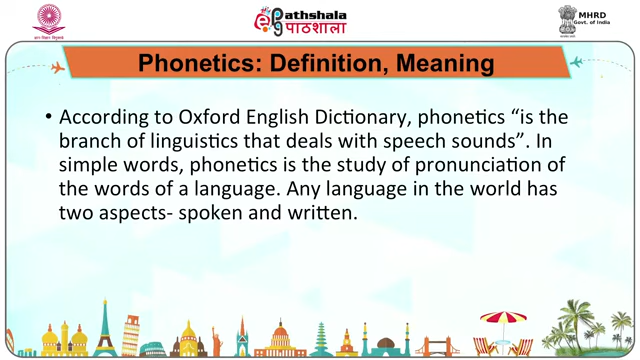 ePathshala
पाठशाला
MHRD
Govt. of India
Phonetics: Definition, Meaning
• According to Oxford English Dictionary, phonetics “is the
branch of linguistics that deals with speech sounds”. In
simple words, phonetics is the study of pronunciation of
the words of a language. Any language in the world has
two aspects- spoken and written.